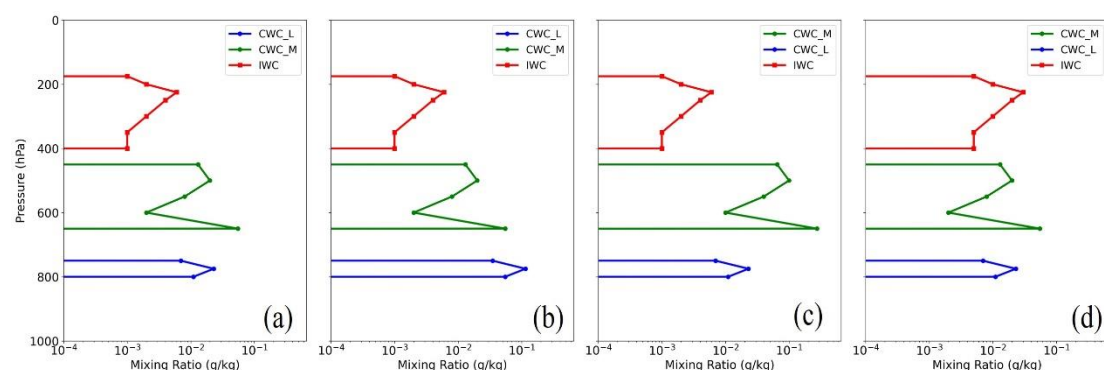 0
200
400
600
800
1000
Pressure (hPa)
CWC_L
CWC_M
IWC
(a)
10⁻⁴
10⁻³
10⁻²
10⁻¹
Mixing Ratio (g/kg)
CWC_L
CWC_M
IWC
(b)
10⁻⁴
10⁻³
10⁻²
10⁻¹
Mixing Ratio (g/kg)
CWC_M
CWC_L
IWC
(c)
10⁻⁴
10⁻³
10⁻²
10⁻¹
Mixing Ratio (g/kg)
CWC_M
CWC_L
IWC
(d)
10⁻⁴
10⁻³
10⁻²
10⁻¹
Mixing Ratio (g/kg)